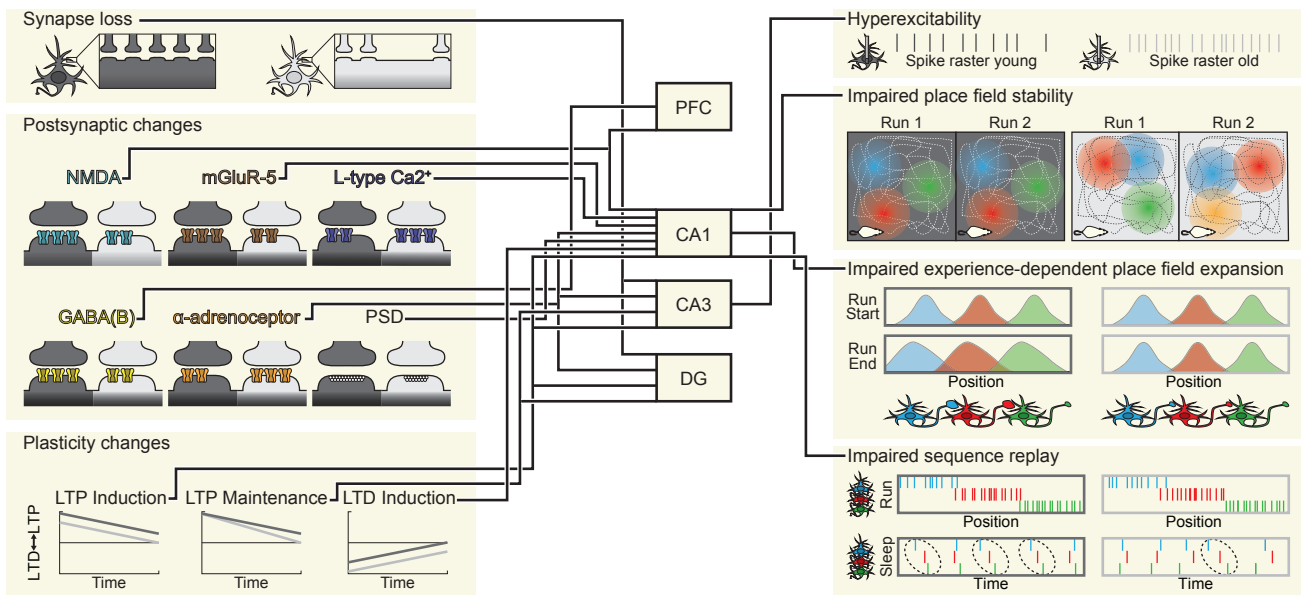 Synapse loss
Postsynaptic changes
NMDA
mGluR-5
L-type Ca2⁺
GABA(B)
α-adrenoceptor
PSD
Plasticity changes
LTP Induction
LTP Maintenance
LTD Induction
LTD↔LTP
Time
Time
Time
PFC
CA1
CA3
DG
Hyperexcitability
Spike raster young
Spike raster old
Impaired place field stability
Run 1
Run 2
Run 1
Run 2
Impaired experience-dependent place field expansion
Run
Start
Run
End
Position
Position
Impaired sequence replay
Run
Position
Position
Sleep
Time
Time